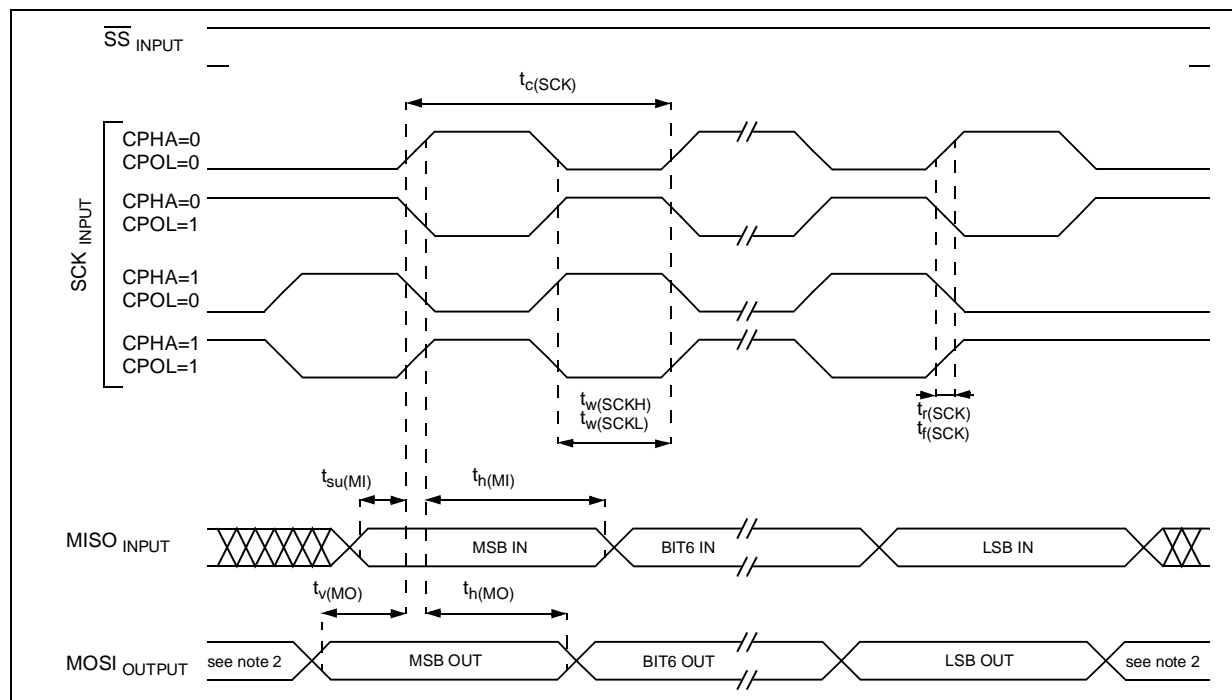 SS INPUT
tc(SCK)
SCK INPUT
CPHA=0
CPOL=0
CPHA=0
CPOL=1
CPHA=1
CPOL=0
CPHA=1
CPOL=1
tw(SCKH)
tw(SCKL)
tr(SCK)
tf(SCK)
tsu(MI)
th(MI)
MISO INPUT
MSB IN
BIT6 IN
LSB IN
tv(MO)
th(MO)
MOSI OUTPUT
see note 2
MSB OUT
BIT6 OUT
LSB OUT
see note 2